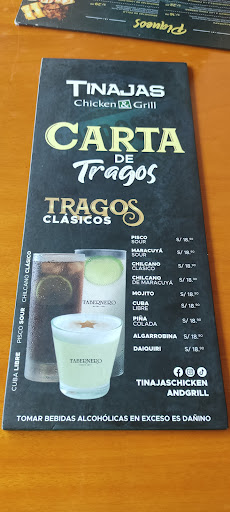 Piqueos
TINAJAS
Chicken & Grill
CARTA
DE
Tragos
TRAGOS
CLÁSICOS
PISCO SOUR S/ 18.90
MARACUYÁ SOUR S/ 18.90
CHILCANO CLÁSICO S/ 18.90
CHILCANO DE MARACUYÁ S/ 18.90
MOJITO S/ 18.90
CUBA LIBRE S/ 18.90
PIÑA COLADA S/ 18.90
ALGARROBINA S/ 18.90
DAIQUIRI S/ 18.90
CUBA LIBRE
PISCO SOUR
CHILCANO CLÁSICO
TABERNERO
TABERNERO
TINAJASCHICKEN
ANDGRILL
TOMAR BEBIDAS ALCOHÓLICAS EN EXCESO ES DAÑINO